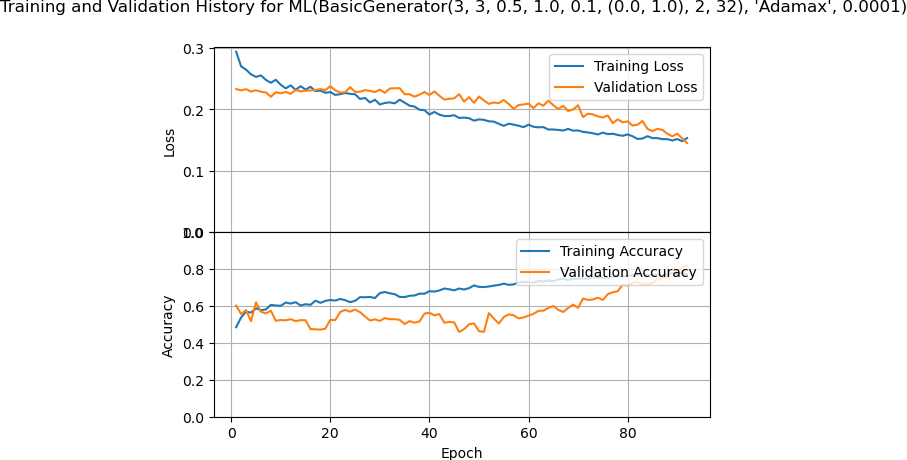 Training and Validation History for ML(BasicGenerator(3, 3, 0.5, 1.0, 0.1, (0.0, 1.0), 2, 32), 'Adamax', 0.0001)
0.3
0.2
0.1
0.0
Loss
Training Loss
Validation Loss
1.0
0.8
0.6
0.4
0.2
0.0
Accuracy
Training Accuracy
Validation Accuracy
0
20
40
60
80
Epoch